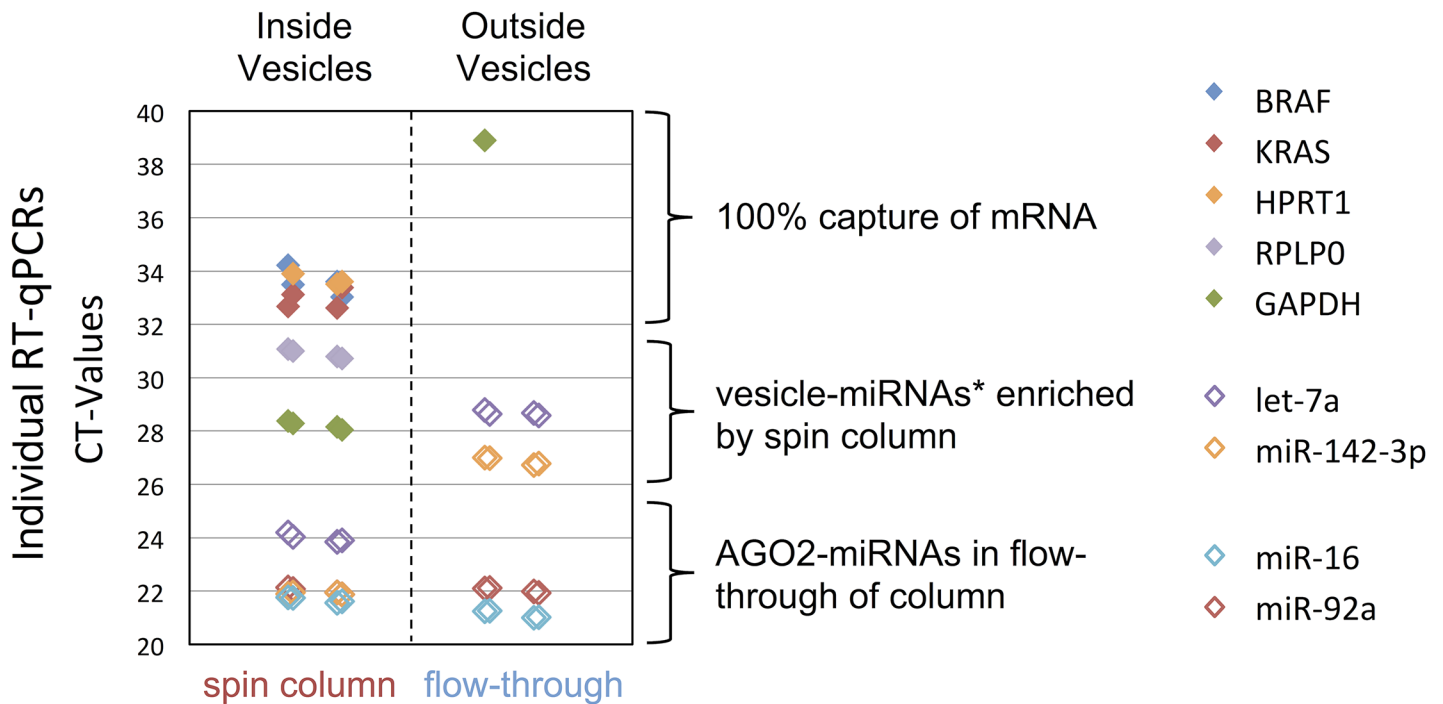 Inside
Vesicles
Outside
Vesicles
Individual RT-qPCRs
CT-Values
40
38
36
34
32
30
28
26
24
22
20
spin column
flow-through
100% capture of mRNA
vesicle-miRNAs* enriched
by spin column
AGO2-miRNAs in flow-
through of column
BRAF
KRAS
HPRT1
RPLP0
GAPDH
let-7a
miR-142-3p
miR-16
miR-92a